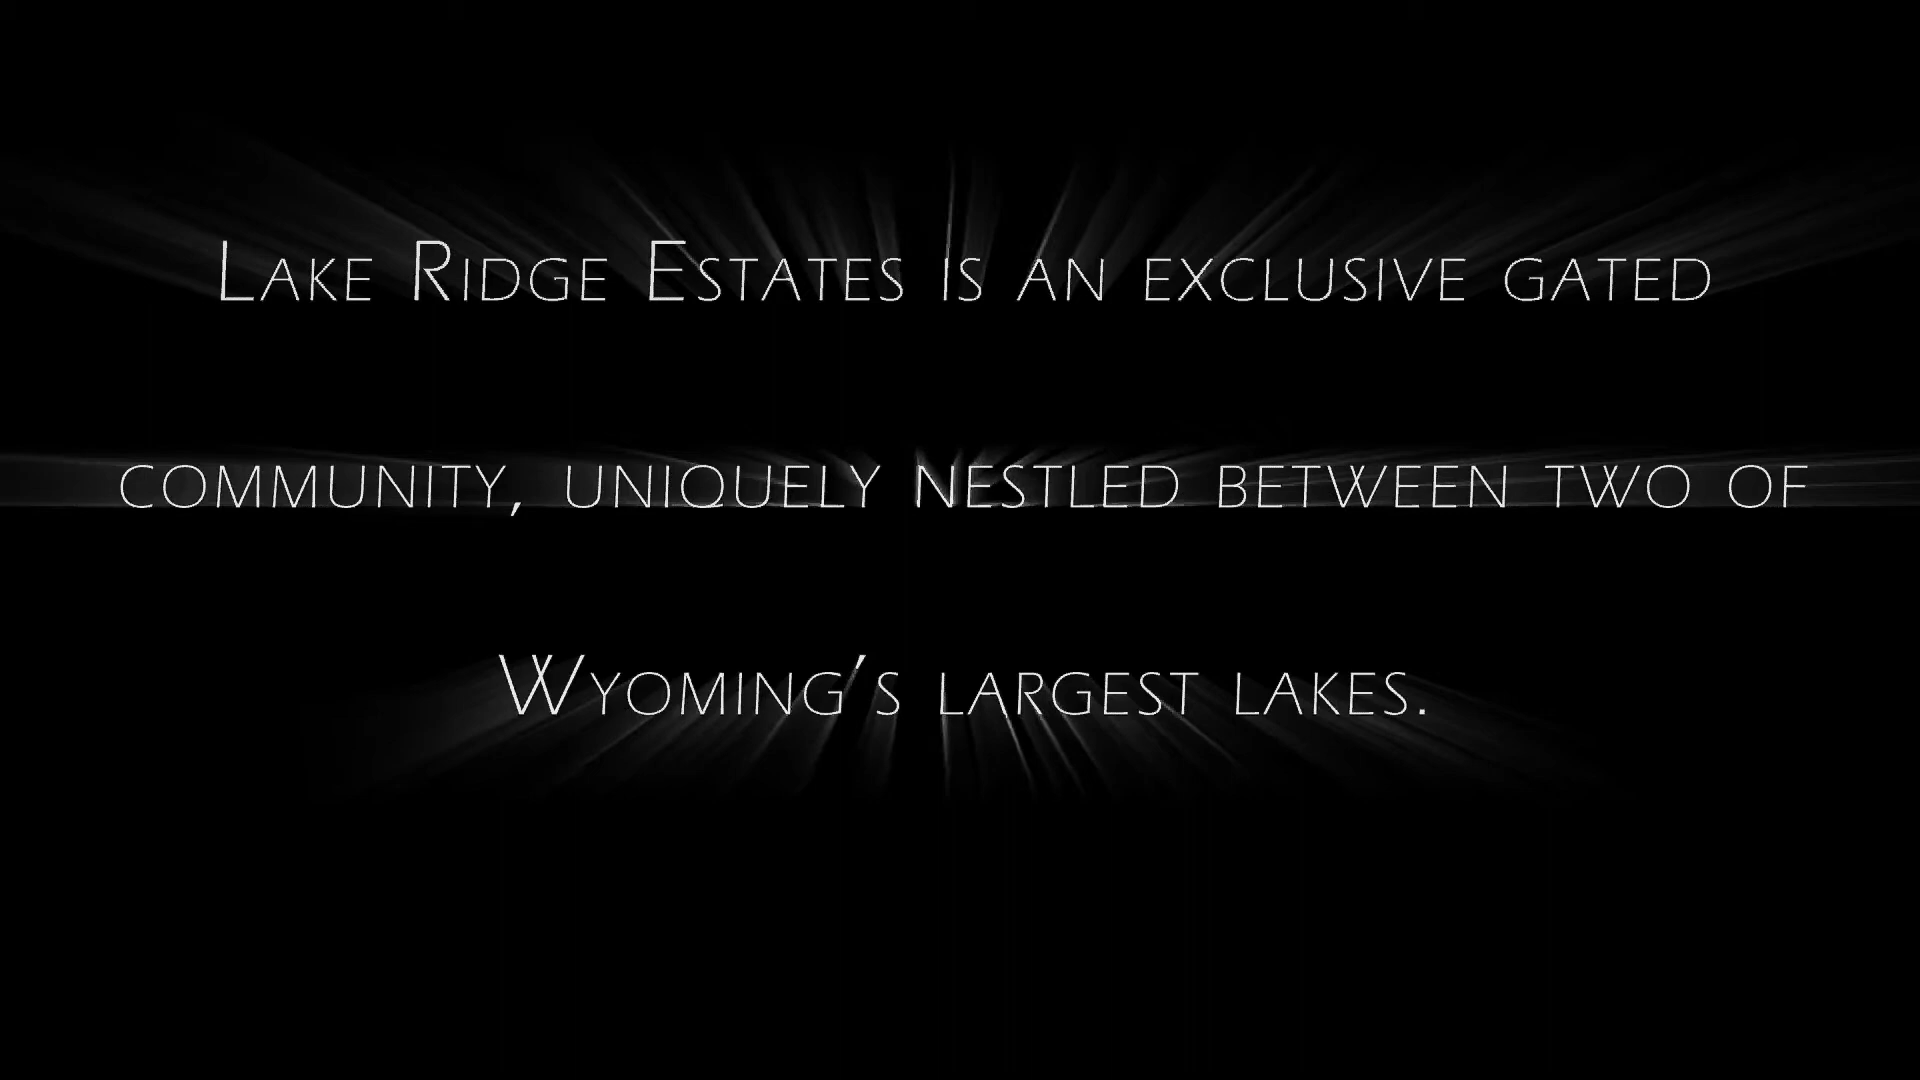 Lake Ridge Estates is an exclusive gated
community, uniquely nestled between two of
Wyoming's largest lakes.